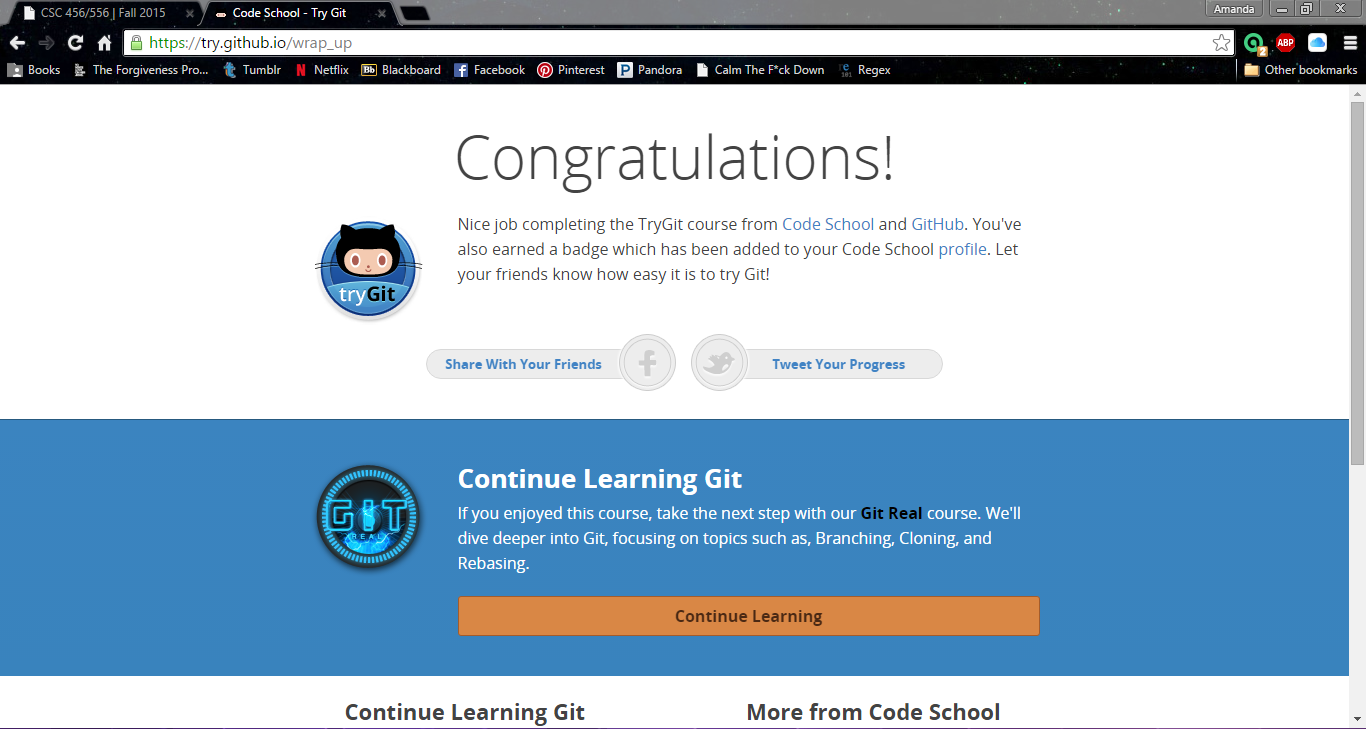 CSC 456/556 | Fall 2015
Code School - Try Git
Amanda
https://try.github.io/wrap_up
2
ABP
Books
The Forgiveness Pro...
Tumblr
Netflix
Bb Blackboard
Facebook
Pinterest
Pandora
Calm The F*ck Down
Regex
Other bookmarks
Congratulations!
Nice job completing the TryGit course from Code School and GitHub. You've
also earned a badge which has been added to your Code School profile. Let
your friends know how easy it is to try Git!
tryGit
Share With Your Friends
Tweet Your Progress
GIT
REAL
Continue Learning Git
If you enjoyed this course, take the next step with our Git Real course. We'll
dive deeper into Git, focusing on topics such as, Branching, Cloning, and
Rebasing.
Continue Learning
Continue Learning Git
More from Code School